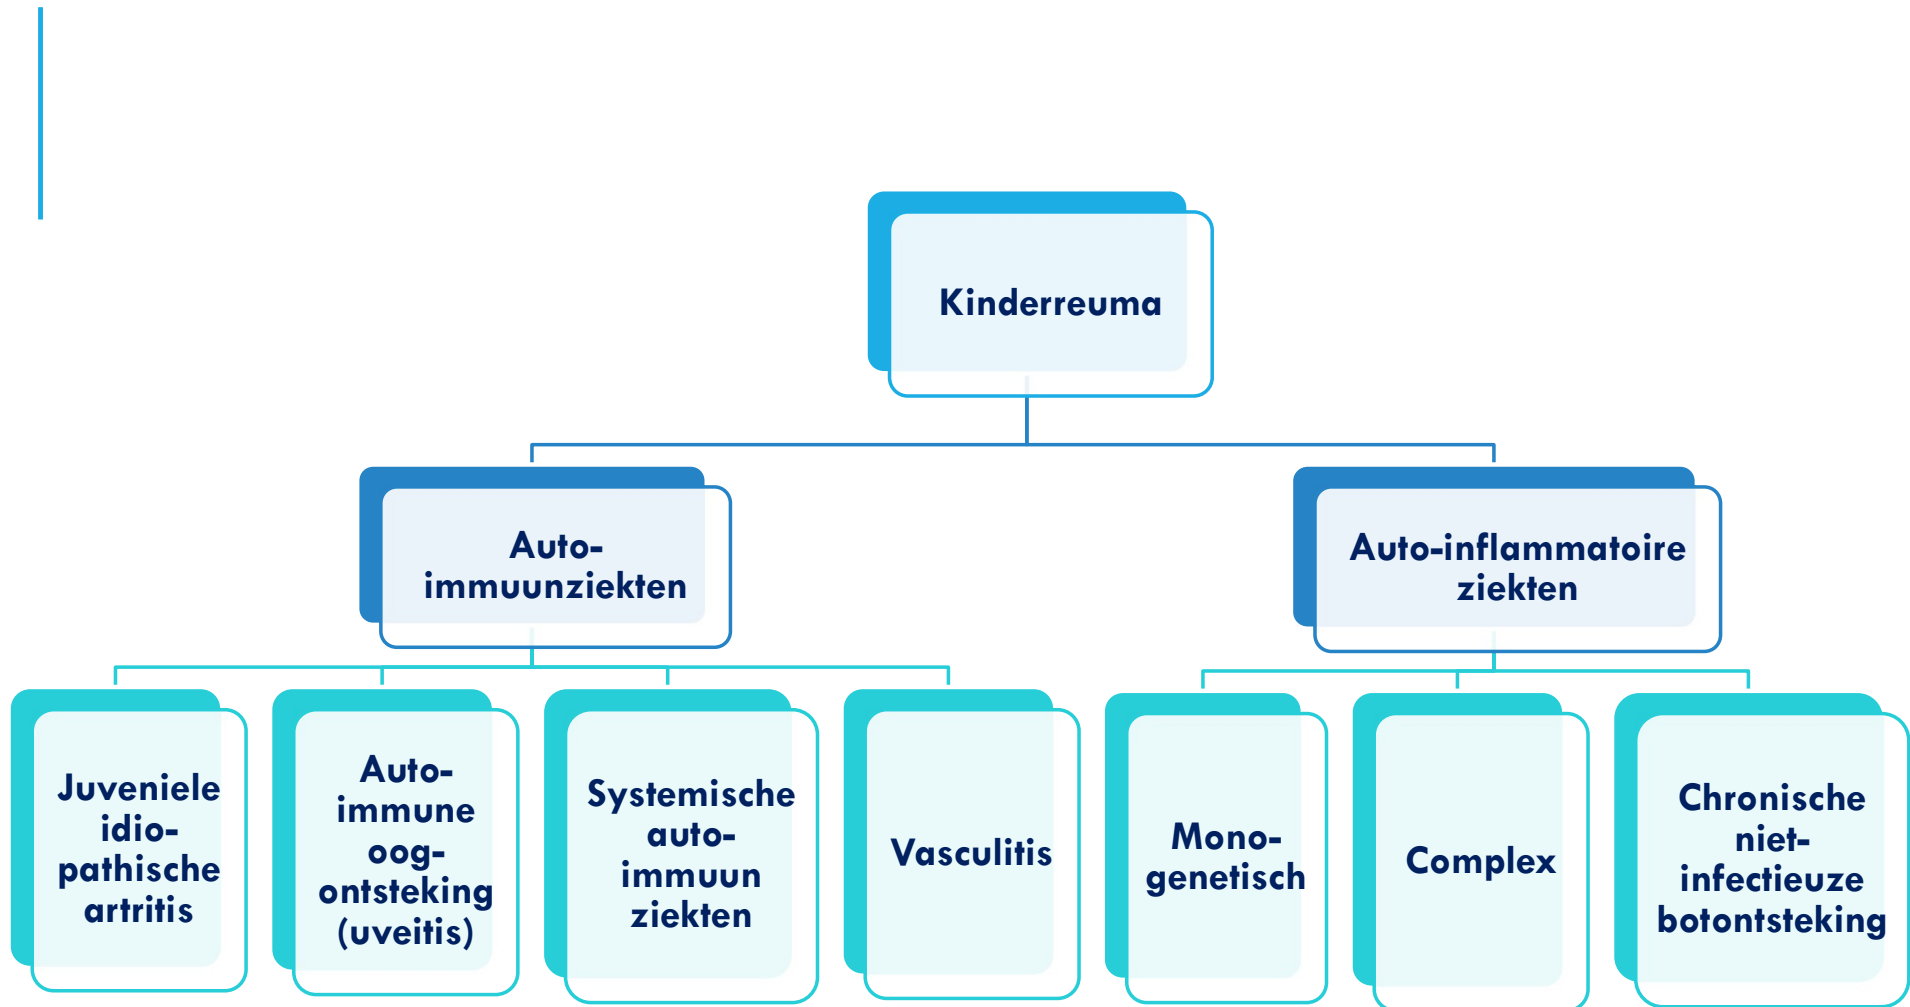 Kinderreuma
Auto-
immuunziekten
Auto-inflammatoire
ziekten
Juveniele
idio-
pathische
artritis
Auto-
immune
oog-
ontsteking
(uveitis)
Systemische
auto-
immuun
ziekten
Vasculitis
Mono-
genetisch
Complex
Chronische
niet-
infectieuze
botontsteking